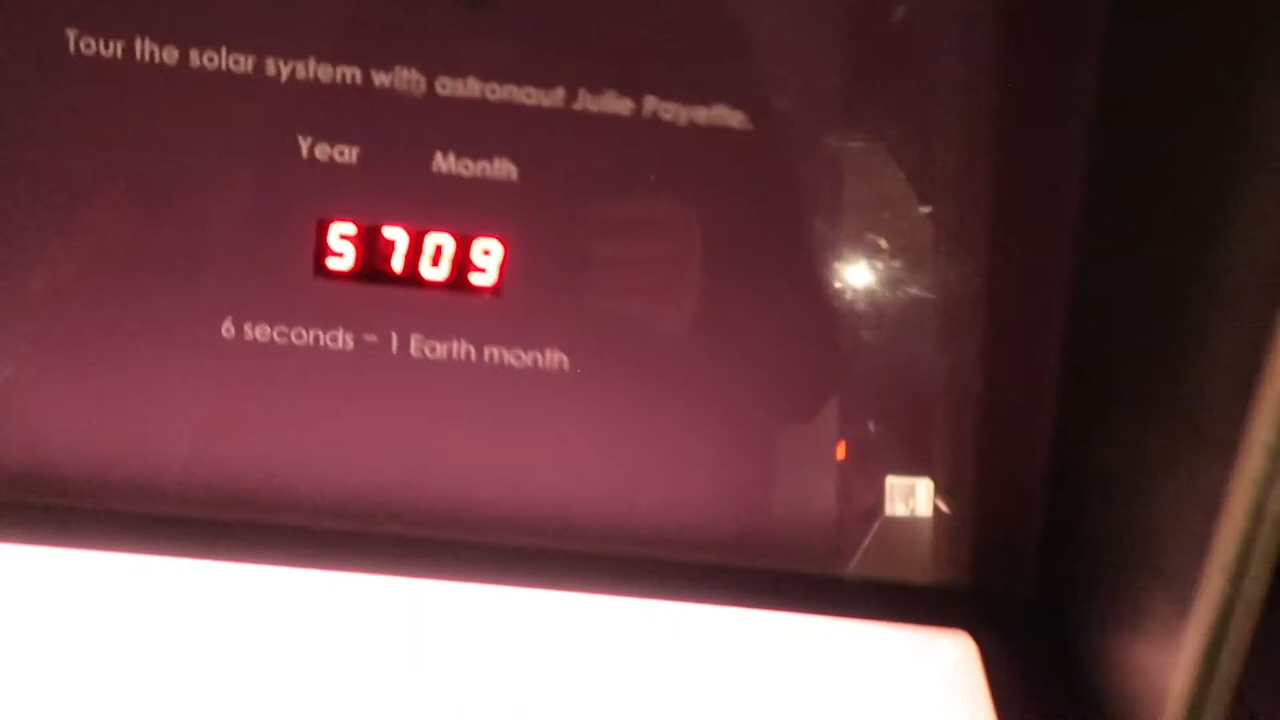 Tour the solar system with astronaut Julie Payette.
Year Month
5709
6 seconds = 1 Earth month